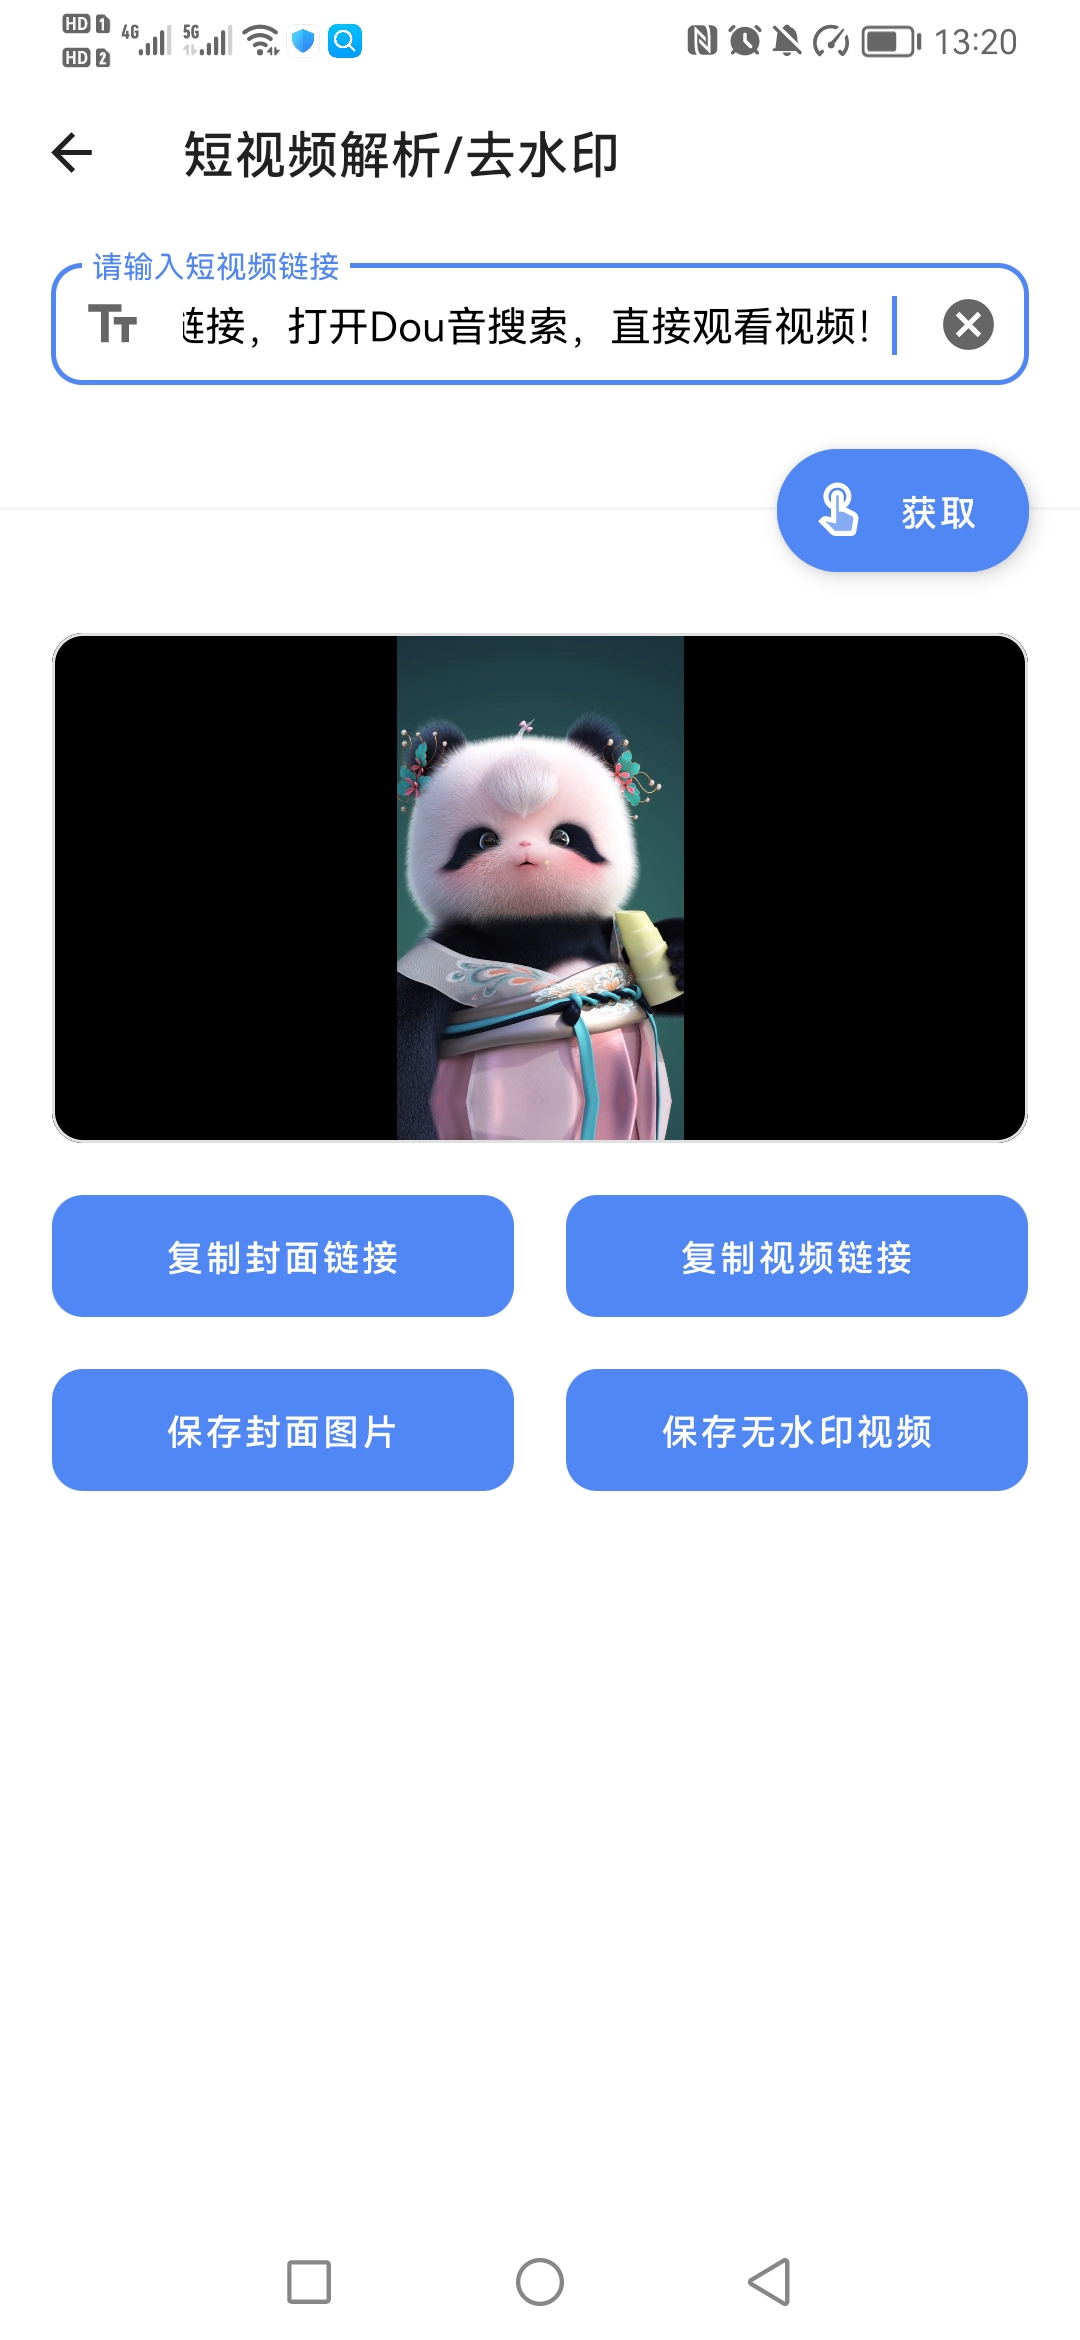 HD 1 4G 5G 13:20
HD 2
短视频解析/去水印
请输入短视频链接
链接，打开Dou音搜索，直接观看视频！
获取
复制封面链接 复制视频链接
保存封面图片 保存无水印视频